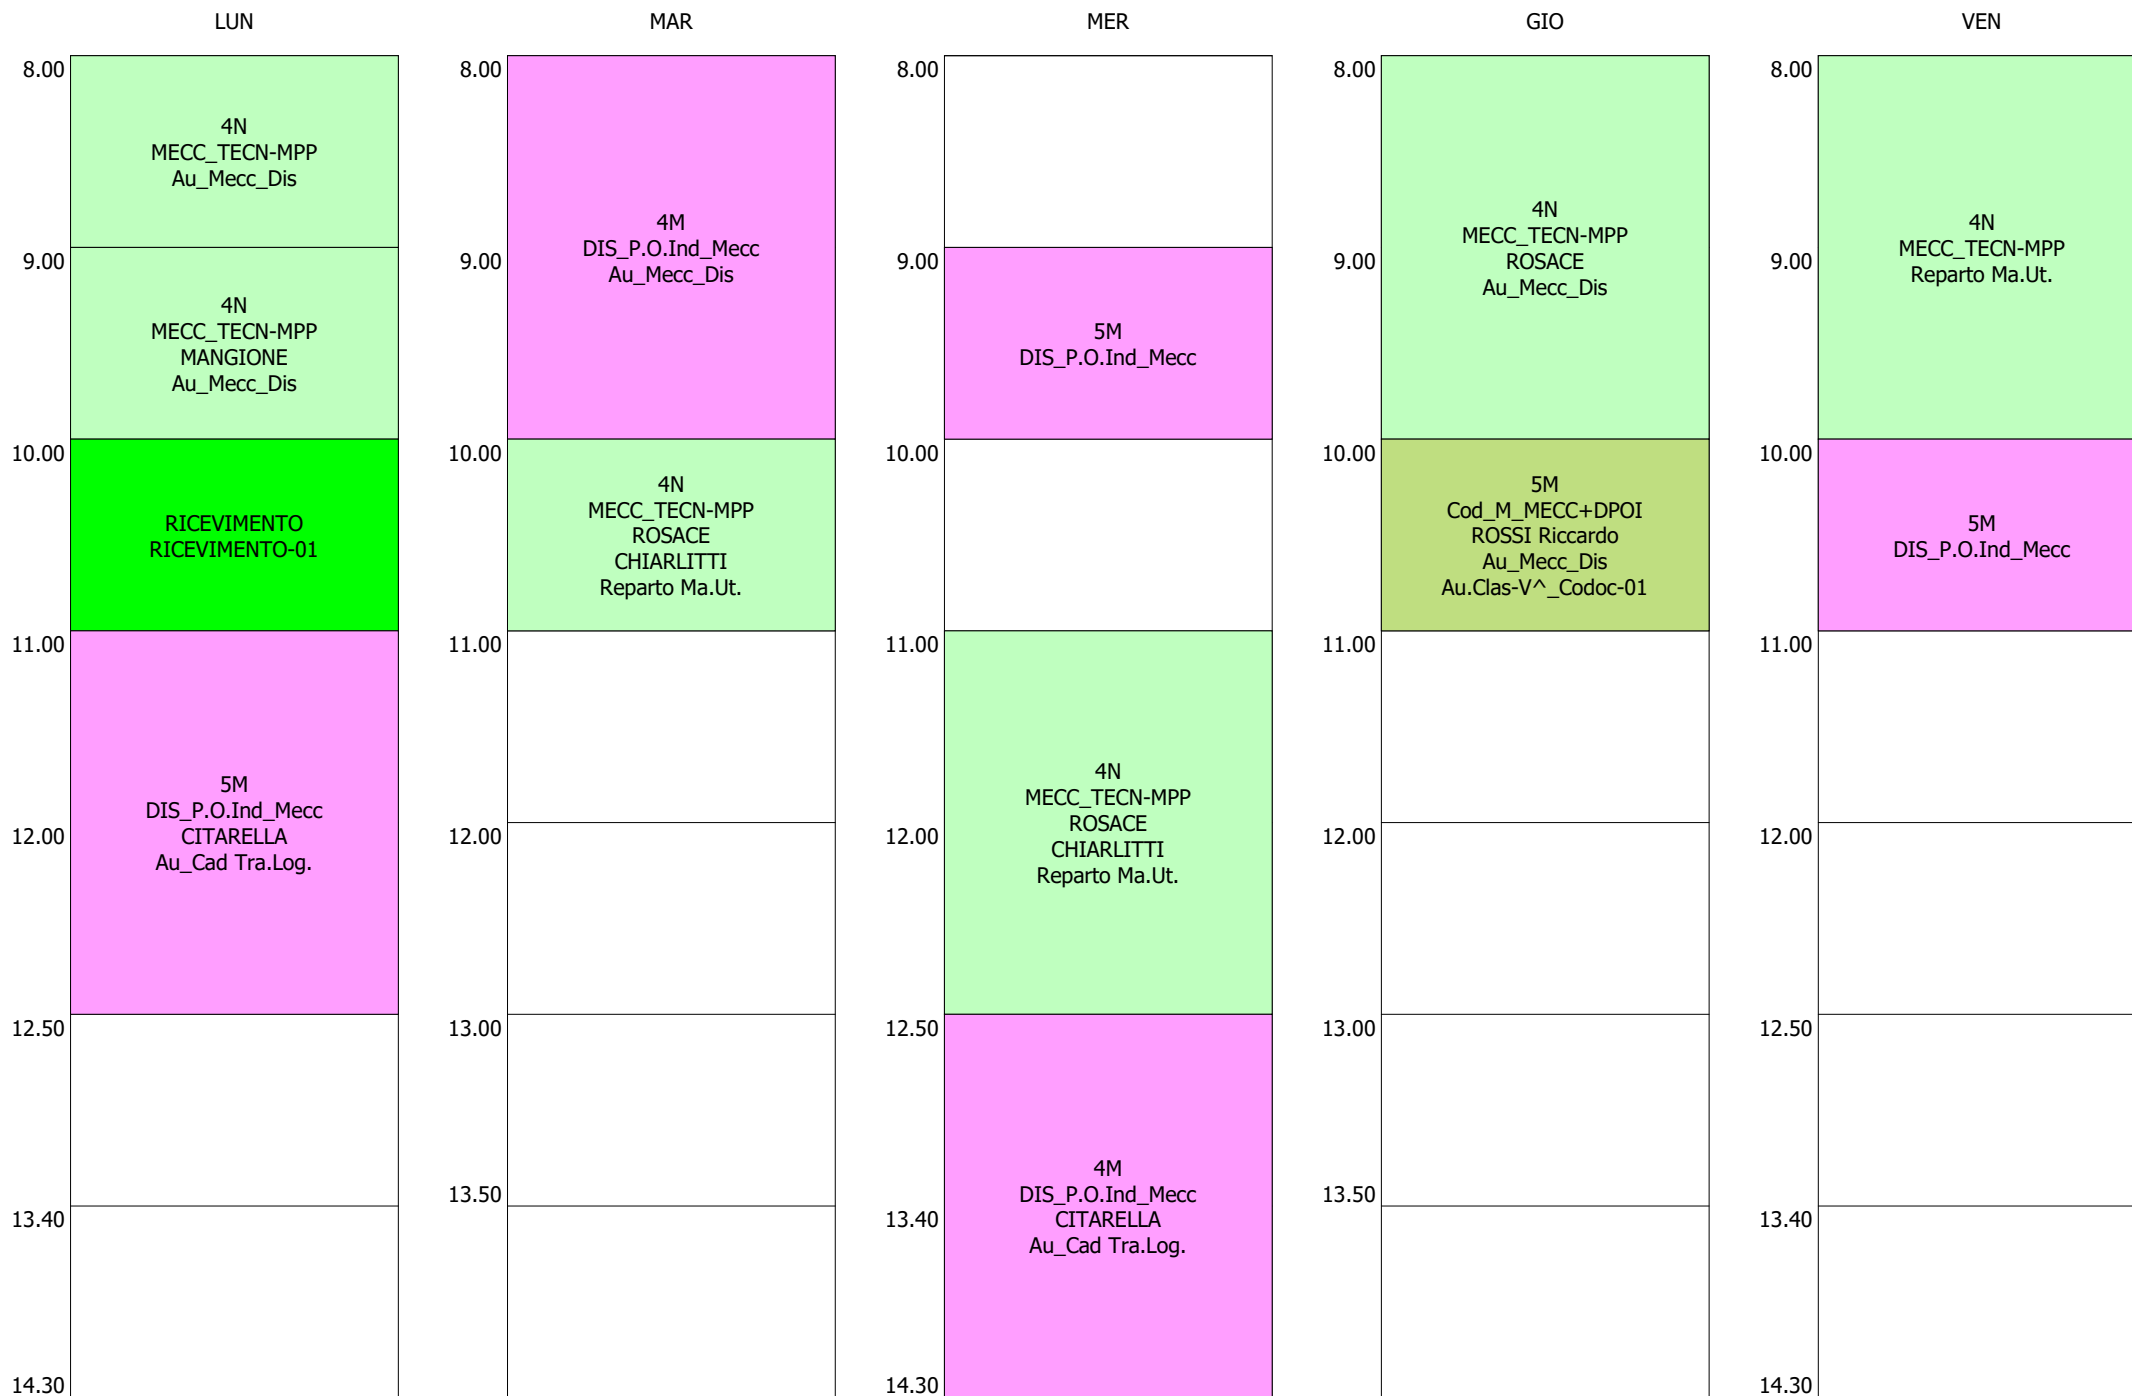 LUN
8.00
4N
MECC_TECN-MPP
Au_Mecc_Dis
9.00
4N
MECC_TECN-MPP
MANGIONE
Au_Mecc_Dis
10.00
RICEVIMENTO
RICEVIMENTO-01
11.00
5M
DIS_P.O.Ind_Mecc
CITARELLA
Au_Cad Tra.Log.
12.00
12.50
13.40
14.30
MAR
8.00
4M
DIS_P.O.Ind_Mecc
Au_Mecc_Dis
9.00
10.00
4N
MECC_TECN-MPP
ROSACE
CHIARLITTI
Reparto Ma.Ut.
11.00
12.00
13.00
13.50
MER
8.00
9.00
5M
DIS_P.O.Ind_Mecc
10.00
11.00
4N
MECC_TECN-MPP
ROSACE
CHIARLITTI
Reparto Ma.Ut.
12.00
12.50
4M
DIS_P.O.Ind_Mecc
CITARELLA
Au_Cad Tra.Log.
13.40
14.30
GIO
8.00
4N
MECC_TECN-MPP
ROSACE
Au_Mecc_Dis
9.00
10.00
5M
Cod_M_MECC+DPOI
ROSSI Riccardo
Au_Mecc_Dis
Au.Clas-V^_Codoc-01
11.00
12.00
13.00
13.50
VEN
8.00
4N
MECC_TECN-MPP
Reparto Ma.Ut.
9.00
10.00
5M
DIS_P.O.Ind_Mecc
11.00
12.00
12.50
13.40
14.30